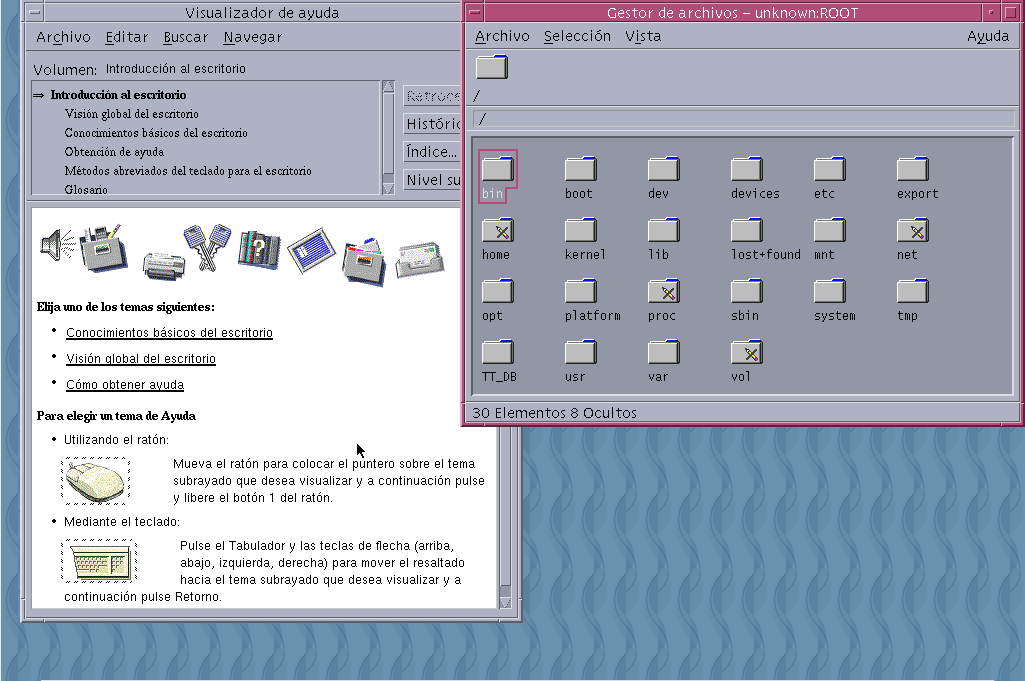 Visualizador de ayuda
Archivo Editar Buscar Navegar
Volumen: Introducción al escritorio
⇒ Introducción al escritorio
Visión global del escritorio
Conocimientos básicos del escritorio
Obtención de ayuda
Métodos abreviados del teclado para el escritorio
Glosario
Retroce
Históric
Índice...
Nivel su
Elija uno de los temas siguientes:
• Conocimientos básicos del escritorio
• Visión global del escritorio
• Cómo obtener ayuda
Para elegir un tema de Ayuda
• Utilizando el ratón:
Mueva el ratón para colocar el puntero sobre el tema
subrayado que desea visualizar y a continuación pulse
y libere el botón 1 del ratón.
• Mediante el teclado:
Pulse el Tabulador y las teclas de flecha (arriba,
abajo, izquierda, derecha) para mover el resaltado
hacia el tema subrayado que desea visualizar y a
continuación pulse Retorno.
Gestor de archivos – unknown:ROOT
Archivo Selección Vista Ayuda
/
/
bin boot dev devices etc export
home kernel lib lost+found mnt net
opt platform proc sbin system tmp
TT_DB usr var vol
30 Elementos 8 Ocultos